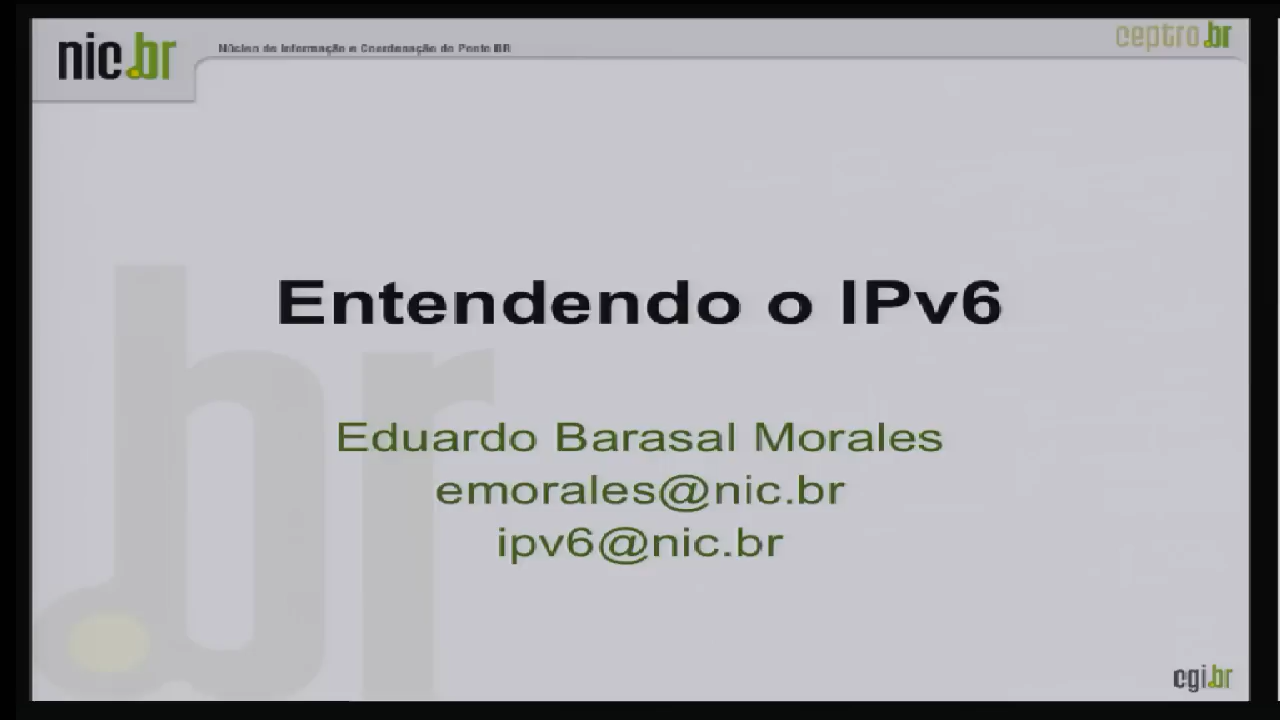 nic.br
Núcleo de Informação e Coordenação do Ponto BR
ceptro.br
Entendendo o IPv6
Eduardo Barasal Morales
emorales@nic.br
ipv6@nic.br
.br
cgi.br